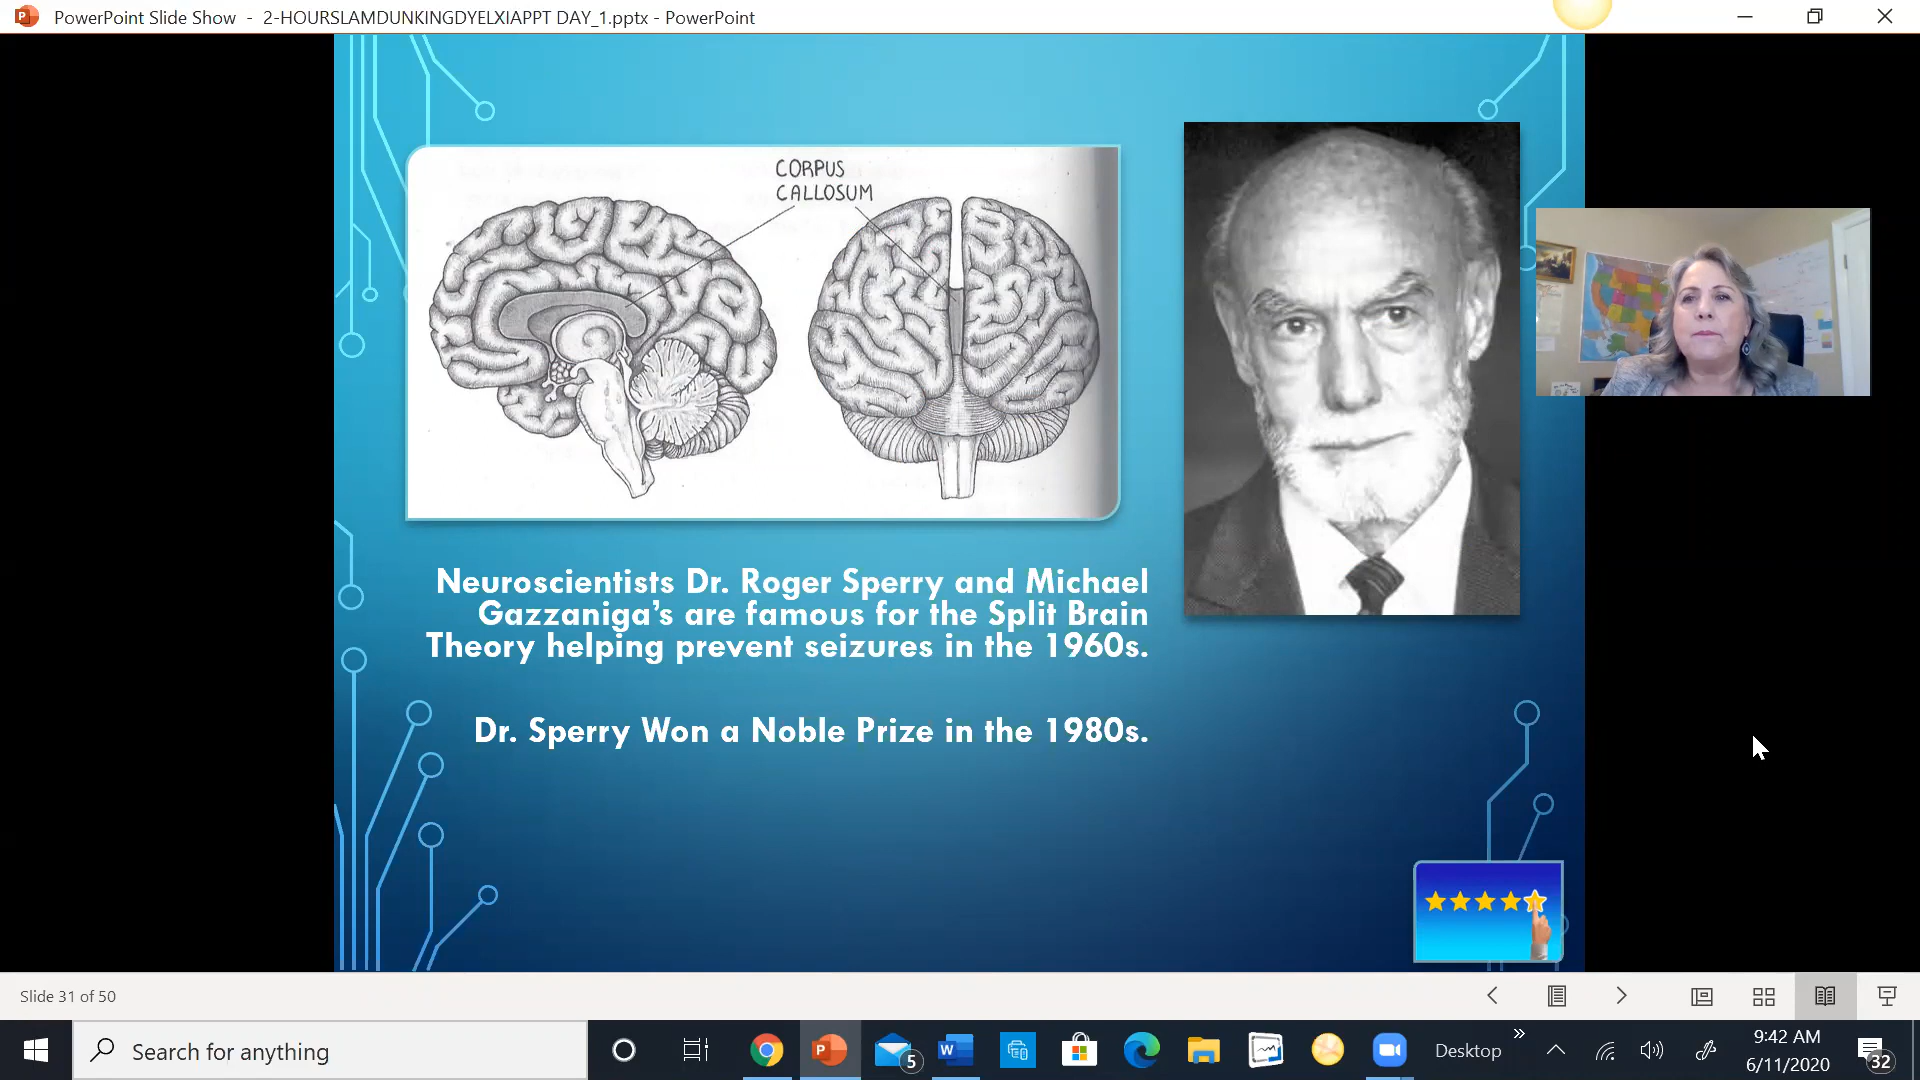 PowerPoint Slide Show - 2-HOURSLAMDUNKINGDYELXIAPPT DAY_1.pptx - PowerPoint
CORPUS
CALLOSUM
Neuroscientists Dr. Roger Sperry and Michael
Gazzaniga's are famous for the Split Brain
Theory helping prevent seizures in the 1960s.
Dr. Sperry Won a Noble Prize in the 1980s.
Slide 31 of 50
Search for anything
5
Desktop
9:42 AM
6/11/2020
32